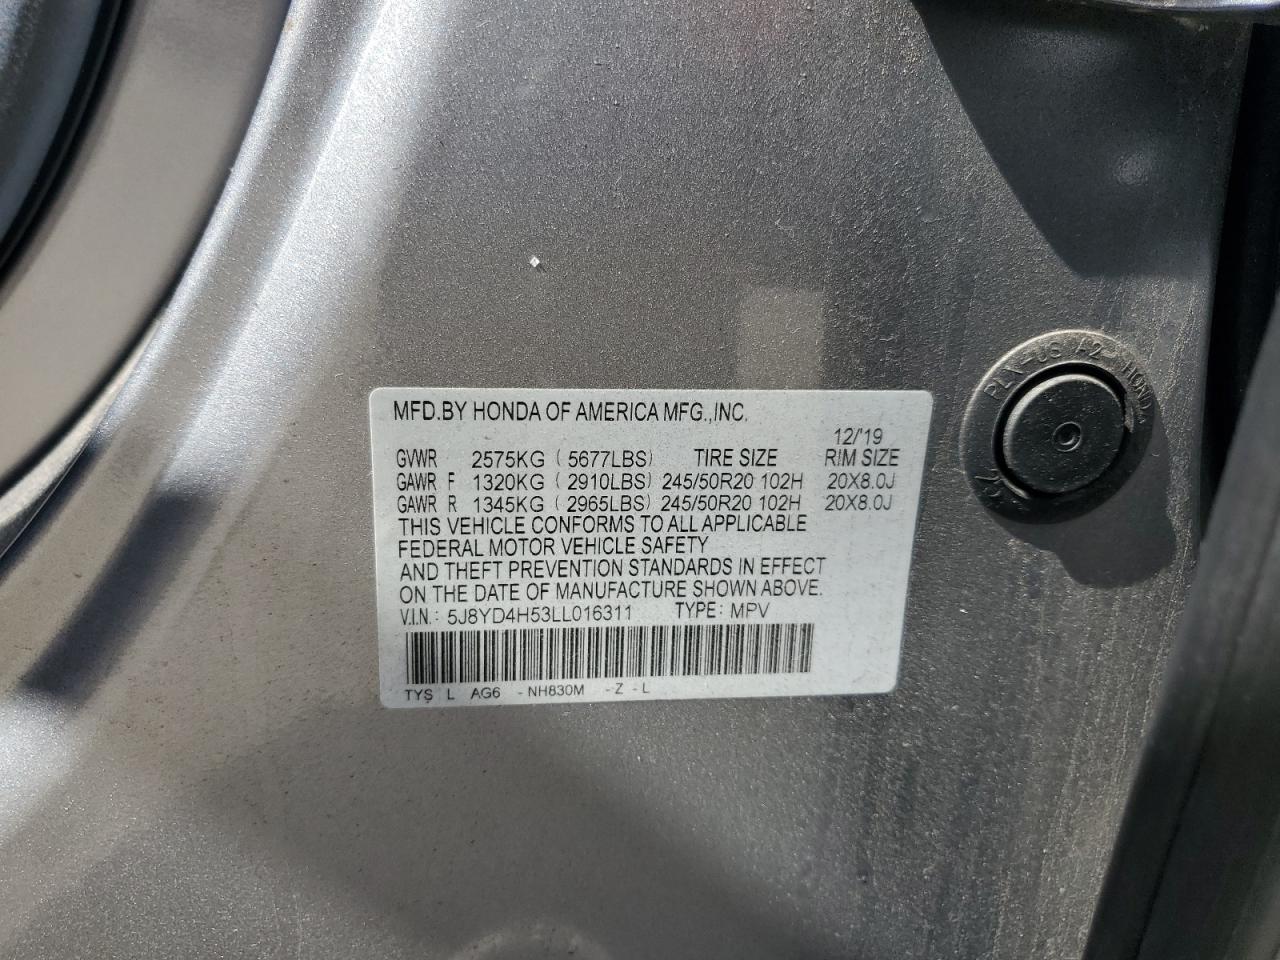 MFD.BY HONDA OF AMERICA MFG.,INC.
12/'19
GVWR 2575KG ( 5677LBS) TIRE SIZE RIM SIZE
GAWR F 1320KG ( 2910LBS) 245/50R20 102H 20X8.0J
GAWR R 1345KG ( 2965LBS) 245/50R20 102H 20X8.0J
THIS VEHICLE CONFORMS TO ALL APPLICABLE
FEDERAL MOTOR VEHICLE SAFETY
AND THEFT PREVENTION STANDARDS IN EFFECT
ON THE DATE OF MANUFACTURE SHOWN ABOVE.
V.I.N.: 5J8YD4H53LL016311 TYPE: MPV
TYS L AG6 -NH830M -Z -L
A2- HONDA